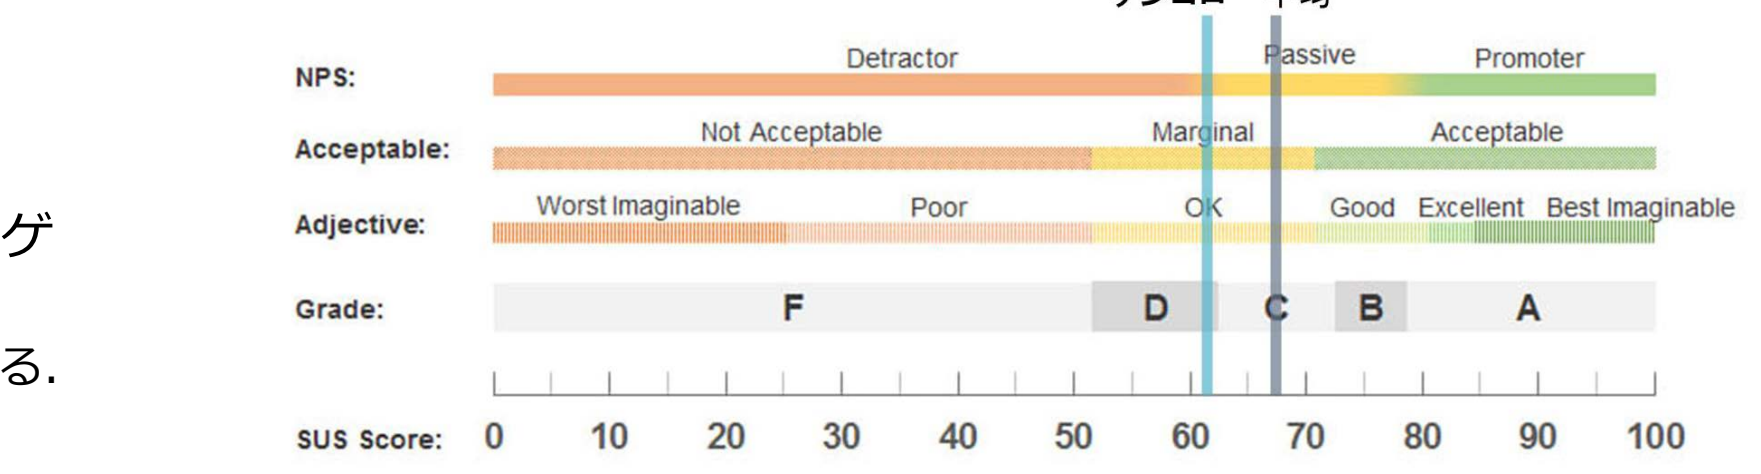 Detractor Passive Promoter
NPS:
Not Acceptable Marginal Acceptable
Acceptable:
Worst Imaginable Poor OK Good Excellent Best Imaginable
Adjective:
ゲ
Grade: F D C B A
る.
SUS Score: 0 10 20 30 40 50 60 70 80 90 100